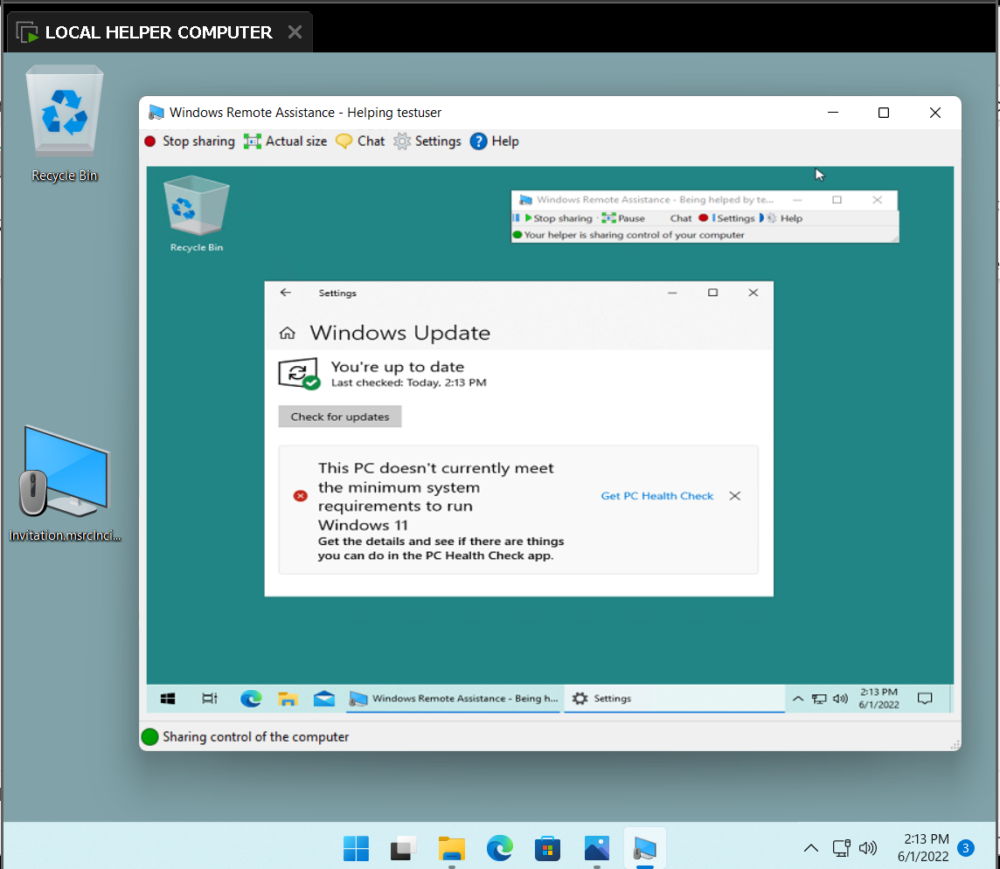 LOCAL HELPER COMPUTER
Recycle Bin
Windows Remote Assistance - Helping testuser
Stop sharing Actual size Chat Settings Help
Recycle Bin
Windows Remote Assistance - Being helped by te...
Stop sharing Pause Chat Settings Help
Your helper is sharing control of your computer
Settings
Windows Update
You're up to date
Last checked: Today, 2:13 PM
Check for updates
This PC doesn't currently meet
the minimum system
requirements to run
Windows 11
Get PC Health Check
Get the details and see if there are things
you can do in the PC Health Check app.
Invitation.msrcInci...
Windows Remote Assistance - Being h...
Settings
2:13 PM
6/1/2022
Sharing control of the computer
2:13 PM
6/1/2022
3